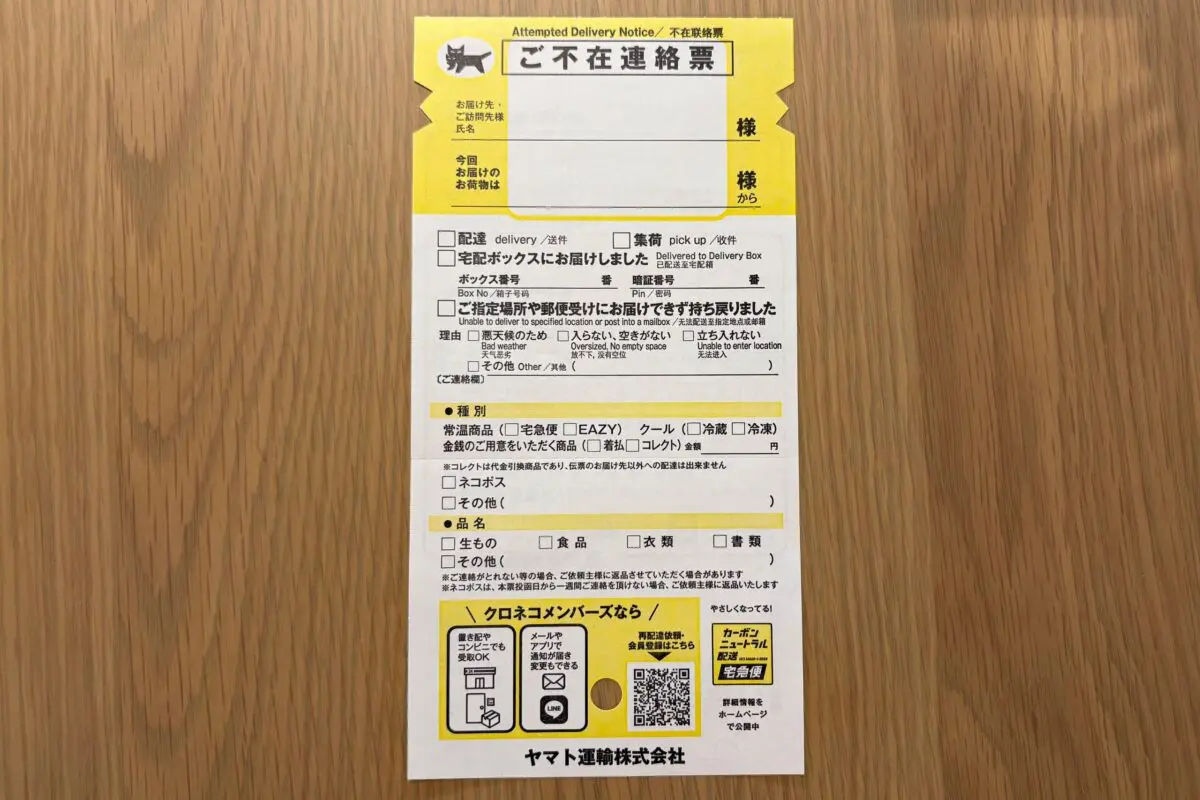 Attempted Delivery Notice／不在联络票
ご不在連絡票
お届け先・
ご訪問先様
氏名
様
今回
お届けの
お荷物は
様
から
配達 delivery／送件 集荷 pick up／收件
宅配ボックスにお届けしました Delivered to Delivery Box
已配送至宅配箱
ボックス番号 番 暗証番号 番
Box No／箱子号码 Pin／密码
ご指定場所や郵便受けにお届けできず持ち戻りました
Unable to deliver to specified location or post into a mailbox／无法配送至指定地点或邮箱
理由 悪天候のため 入らない、空きがない 立ち入れない
Bad weather Oversized, No empty space Unable to enter location
天气恶劣 放不下, 没有空位 无法进入
その他 Other／其他 ( )
〔ご連絡欄〕
●種別
常温商品 (宅急便 EAZY) クール (冷蔵 冷凍)
金銭のご用意をいただく商品 (着払 コレクト) 金額 円
※コレクトは代金引換商品であり、伝票のお届け先以外への配達は出来ません
ネコポス
その他 ( )
●品名
生もの 食品 衣類 書類
その他 ( )
※ご連絡がとれない等の場合、ご依頼主様に返品させていただく場合があります
※ネコポスは、本票投函日から一週間ご連絡を頂けない場合、ご依頼主様に返品いたします
\ クロネコメンバーズなら /
置き配や
コンビニでも
受取OK
メールや
アプリで
通知が届き
変更もできる
LINE
再配達依頼・
会員登録はこちら
やさしくなってる!
カーボン
ニュートラル
配送
宅急便
詳細情報を
ホームページ
で公開中
ヤマト運輸株式会社